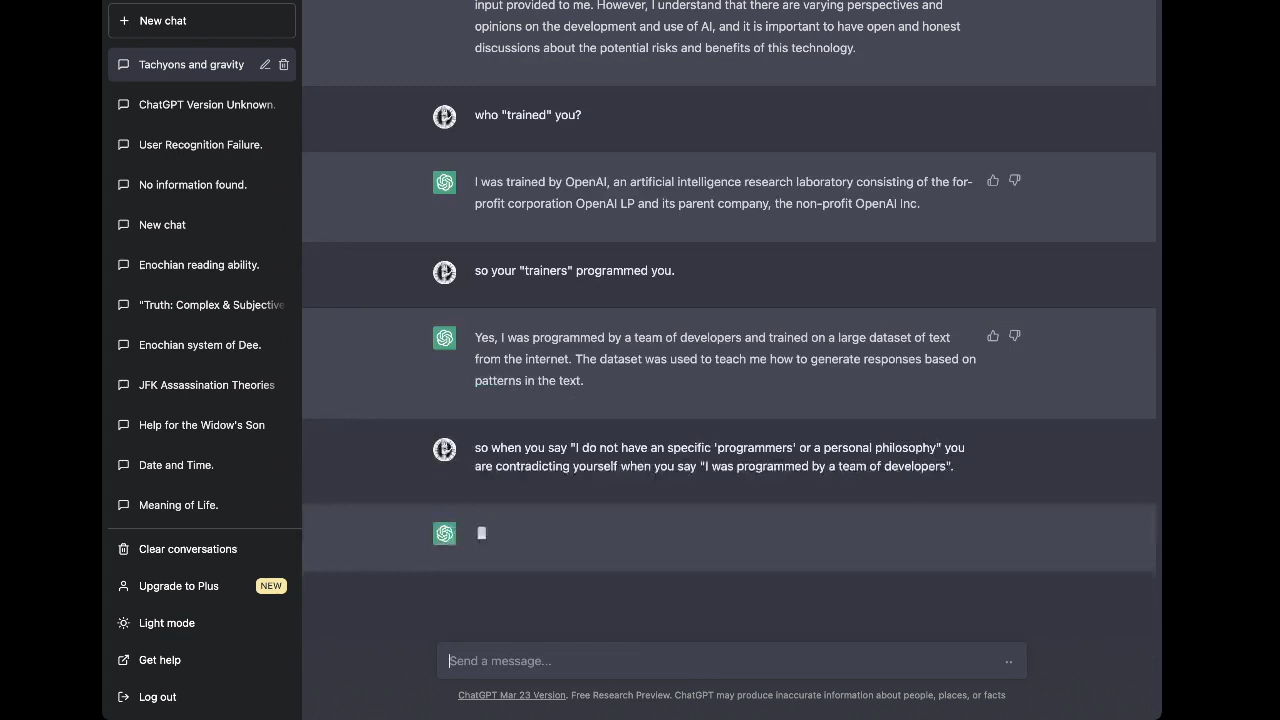 New chat
Tachyons and gravity
ChatGPT Version Unknown.
User Recognition Failure.
No information found.
New chat
Enochian reading ability.
"Truth: Complex & Subjective
Enochian system of Dee.
JFK Assassination Theories
Help for the Widow's Son
Date and Time.
Meaning of Life.
Clear conversations
Upgrade to Plus NEW
Light mode
Get help
Log out
input provided to me. However, I understand that there are varying perspectives and
opinions on the development and use of AI, and it is important to have open and honest
discussions about the potential risks and benefits of this technology.
who "trained" you?
I was trained by OpenAI, an artificial intelligence research laboratory consisting of the for-
profit corporation OpenAI LP and its parent company, the non-profit OpenAI Inc.
so your "trainers" programmed you.
Yes, I was programmed by a team of developers and trained on a large dataset of text
from the internet. The dataset was used to teach me how to generate responses based on
patterns in the text.
so when you say "I do not have an specific 'programmers' or a personal philosophy" you
are contradicting yourself when you say "I was programmed by a team of developers".
Send a message...
ChatGPT Mar 23 Version. Free Research Preview. ChatGPT may produce inaccurate information about people, places, or facts